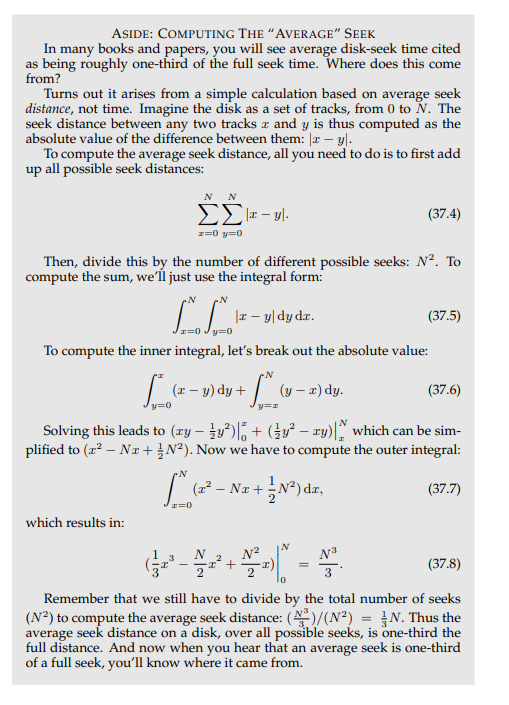 ASIDE: COMPUTING THE “AVERAGE” SEEK
In many books and papers, you will see average disk-seek time cited
as being roughly one-third of the full seek time. Where does this come
from?
Turns out it arises from a simple calculation based on average seek
distance, not time. Imagine the disk as a set of tracks, from 0 to N. The
seek distance between any two tracks x and y is thus computed as the
absolute value of the difference between them: |x − y|.
To compute the average seek distance, all you need to do is to first add
up all possible seek distances:
∑_{x=0}^{N} ∑_{y=0}^{N} |x − y|. (37.4)
Then, divide this by the number of different possible seeks: N². To
compute the sum, we’ll just use the integral form:
∫_{x=0}^{N} ∫_{y=0}^{N} |x − y| dy dx. (37.5)
To compute the inner integral, let’s break out the absolute value:
∫_{y=0}^{x} (x − y) dy + ∫_{y=x}^{N} (y − x) dy. (37.6)
Solving this leads to (xy − ½y²)|₀ˣ + (½y² − xy)|ₓᴺ which can be sim-
plified to (x² − Nx + ½N²). Now we have to compute the outer integral:
∫_{x=0}^{N} (x² − Nx + ½N²) dx, (37.7)
which results in:
(⅓x³ − N/2 x² + N²/2 x)|₀ᴺ = N³/3. (37.8)
Remember that we still have to divide by the total number of seeks
(N²) to compute the average seek distance: (N³/3)/(N²) = ⅓N. Thus the
average seek distance on a disk, over all possible seeks, is one-third the
full distance. And now when you hear that an average seek is one-third
of a full seek, you’ll know where it came from.